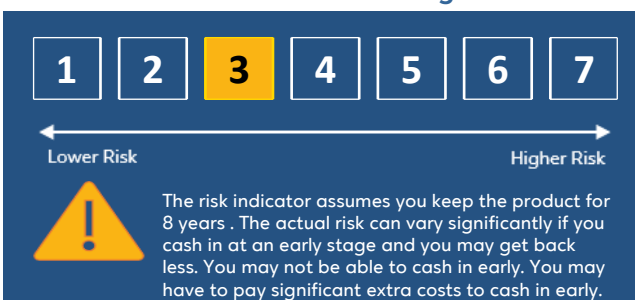 1 2 3 4 5 6 7
Lower Risk Higher Risk
!
The risk indicator assumes you keep the product for
8 years . The actual risk can vary significantly if you
cash in at an early stage and you may get back
less. You may not be able to cash in early. You may
have to pay significant extra costs to cash in early.